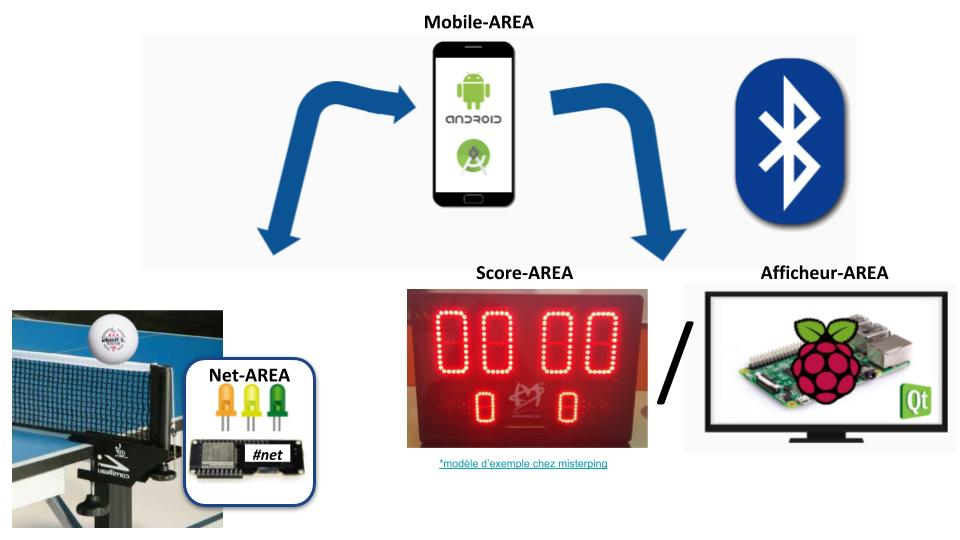 Mobile-AREA
ANDROID
Score-AREA
Afficheur-AREA
00 00
0 0
Net-AREA
#net
/
Qt
*modèle d'exemple chez misterping